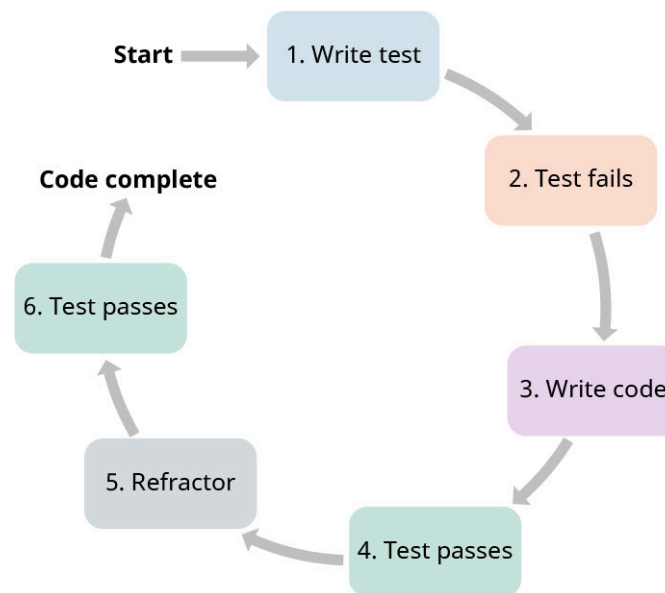 Start
1. Write test
2. Test fails
3. Write code
4. Test passes
5. Refractor
6. Test passes
Code complete